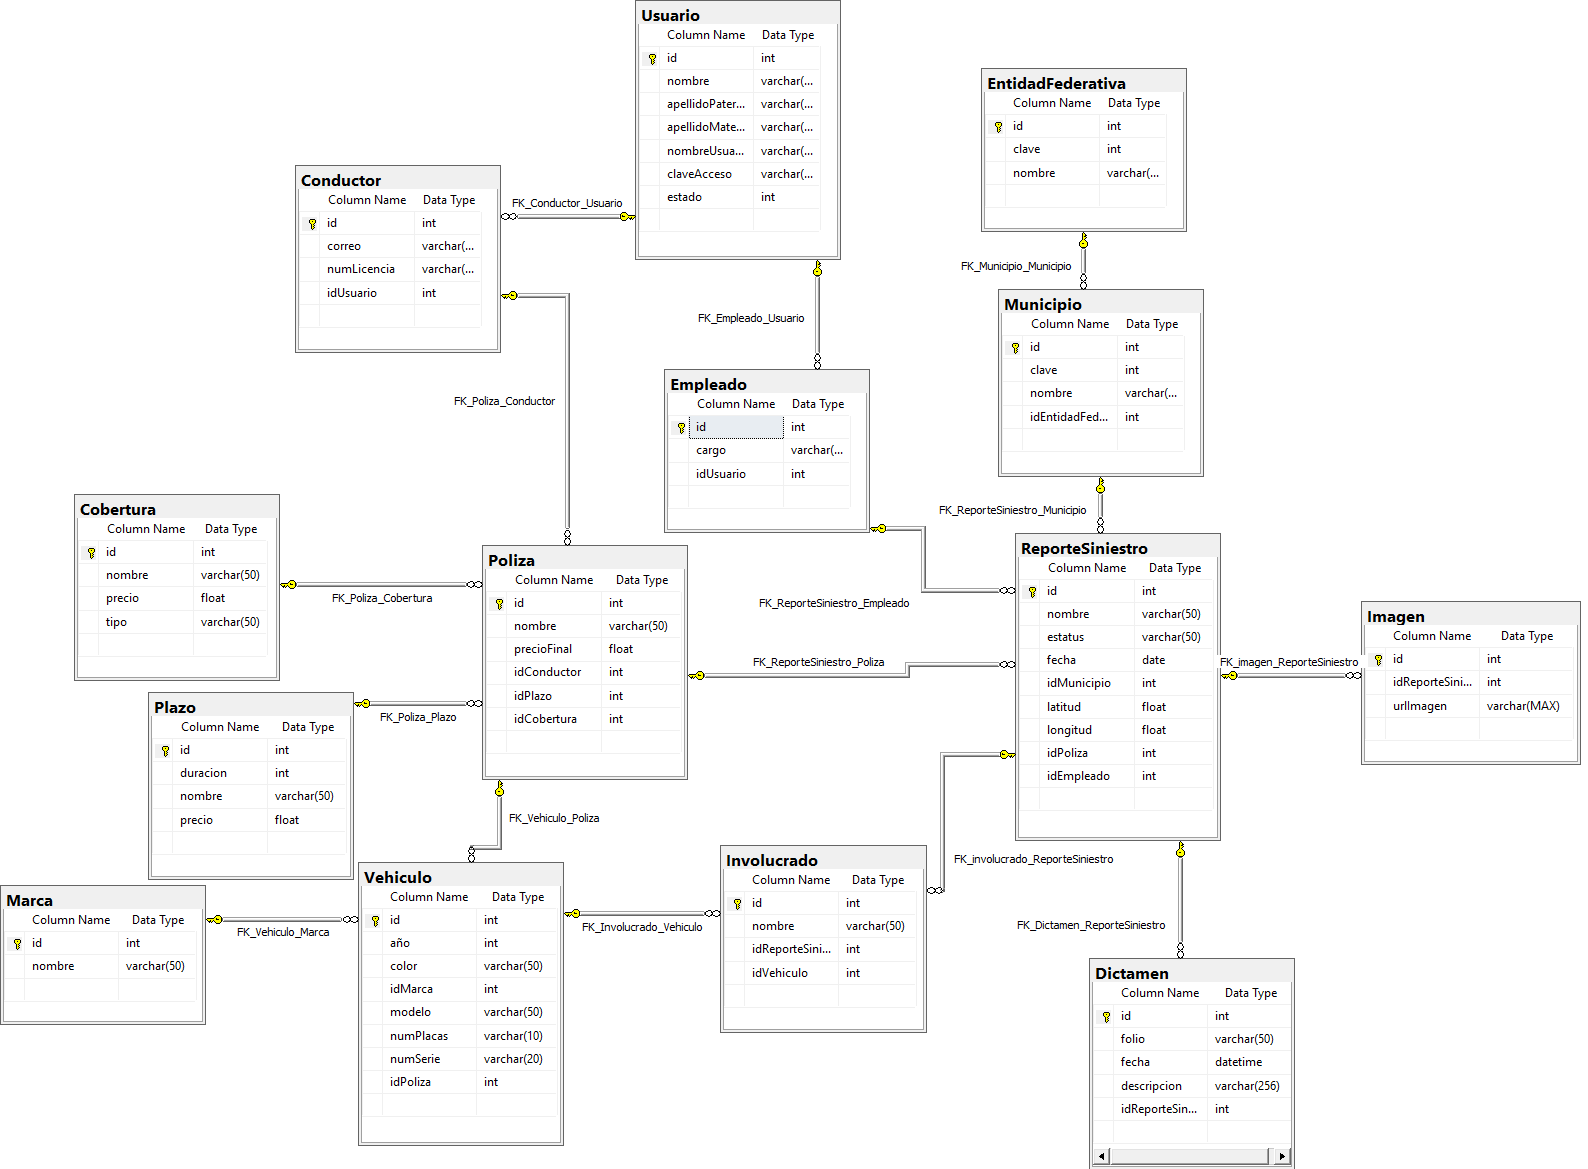 Usuario
Column Name Data Type
id int
nombre varchar(...
apellidoPater... varchar(...
apellidoMate... varchar(...
nombreUsua... varchar(...
claveAcceso varchar(...
estado int
EntidadFederativa
Column Name Data Type
id int
clave int
nombre varchar(...
Conductor
Column Name Data Type
id int
correo varchar(...
numLicencia varchar(...
idUsuario int
FK_Conductor_Usuario
FK_Municipio_Municipio
FK_Empleado_Usuario
Municipio
Column Name Data Type
id int
clave int
nombre varchar(...
idEntidadFed... int
FK_Poliza_Conductor
Empleado
Column Name Data Type
id int
cargo varchar(...
idUsuario int
FK_ReporteSiniestro_Municipio
Cobertura
Column Name Data Type
id int
nombre varchar(50)
precio float
tipo varchar(50)
FK_Poliza_Cobertura
Poliza
Column Name Data Type
id int
nombre varchar(50)
precioFinal float
idConductor int
idPlazo int
idCobertura int
FK_ReporteSiniestro_Empleado
FK_ReporteSiniestro_Poliza
ReporteSiniestro
Column Name Data Type
id int
nombre varchar(50)
estatus varchar(50)
fecha date
idMunicipio int
latitud float
longitud float
idPoliza int
idEmpleado int
FK_imagen_ReporteSiniestro
Imagen
Column Name Data Type
id int
idReporteSini... int
urlImagen varchar(MAX)
Plazo
Column Name Data Type
id int
duracion int
nombre varchar(50)
precio float
FK_Poliza_Plazo
FK_Vehiculo_Poliza
Marca
Column Name Data Type
id int
nombre varchar(50)
FK_Vehiculo_Marca
Vehiculo
Column Name Data Type
id int
año int
color varchar(50)
idMarca int
modelo varchar(50)
numPlacas varchar(10)
numSerie varchar(20)
idPoliza int
FK_Involucrado_Vehiculo
Involucrado
Column Name Data Type
id int
nombre varchar(50)
idReporteSini... int
idVehiculo int
FK_involucrado_ReporteSiniestro
FK_Dictamen_ReporteSiniestro
Dictamen
Column Name Data Type
id int
folio varchar(50)
fecha datetime
descripcion varchar(256)
idReporteSin... int